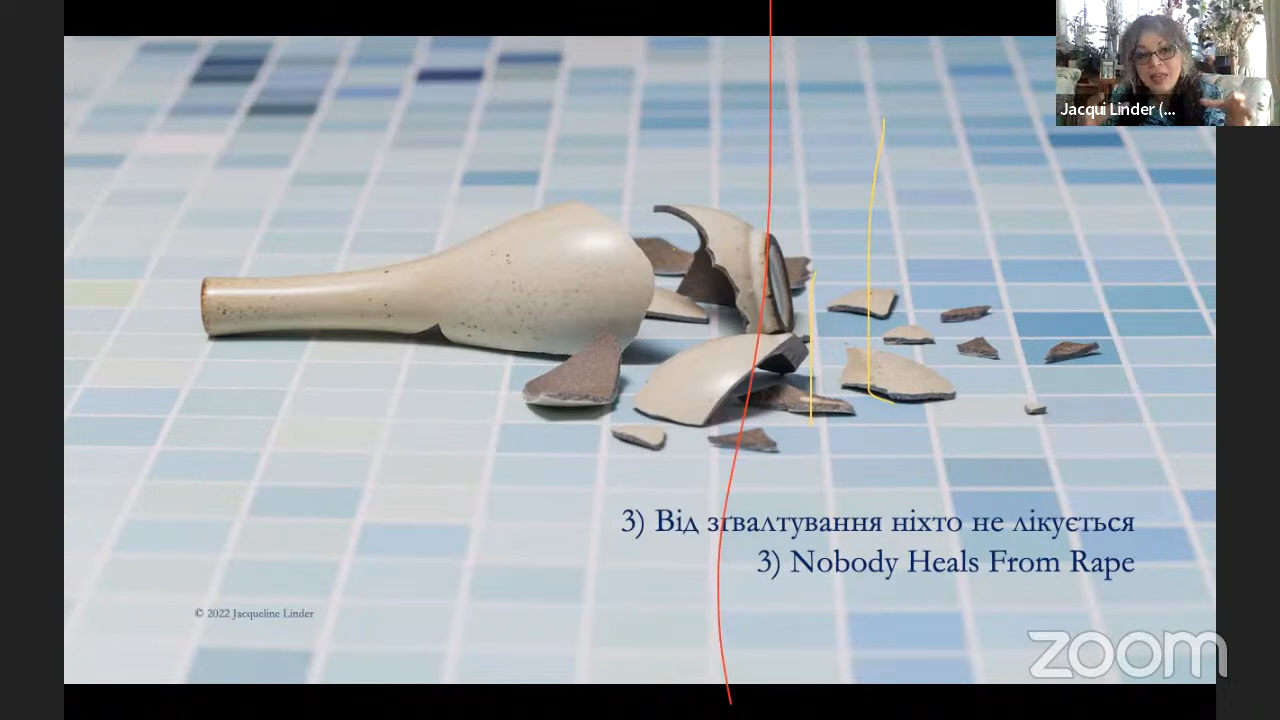 Jacqui Linder (...
3) Від зґвалтування ніхто не лікується
3) Nobody Heals From Rape
© 2022 Jacqueline Linder
zoom